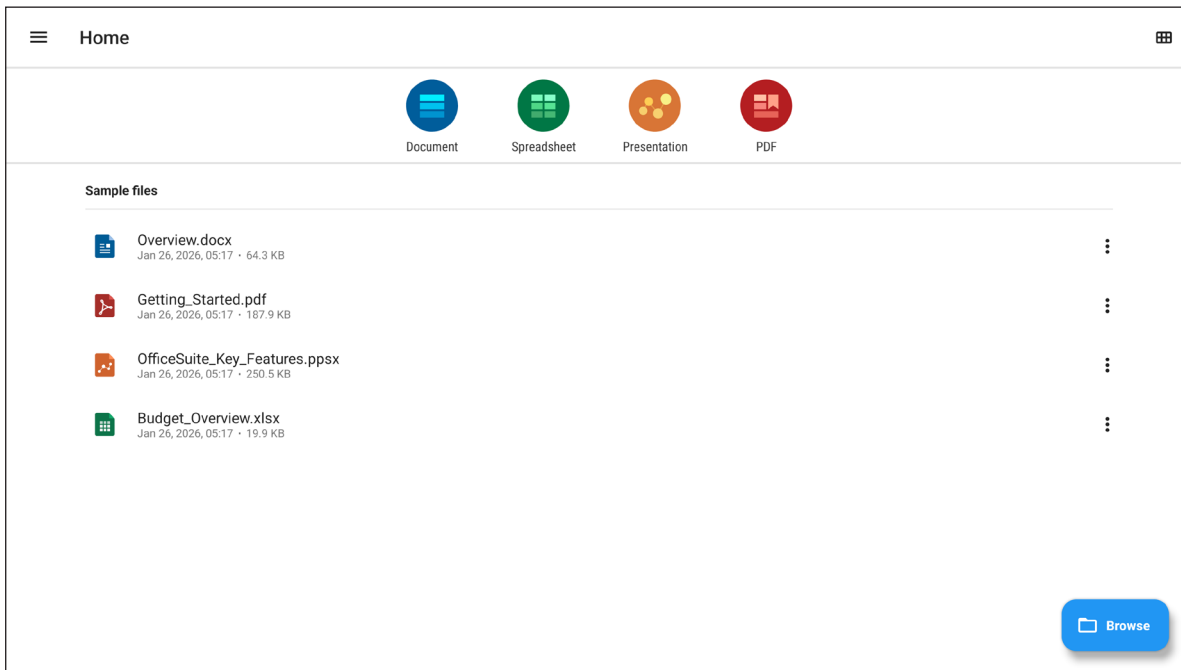 Home
Document
Spreadsheet
Presentation
PDF
Sample files
Overview.docx
Jan 26, 2026, 05:17 • 64.3 KB
Getting_Started.pdf
Jan 26, 2026, 05:17 • 187.9 KB
OfficeSuite_Key_Features.ppsx
Jan 26, 2026, 05:17 • 250.5 KB
Budget_Overview.xlsx
Jan 26, 2026, 05:17 • 19.9 KB
Browse